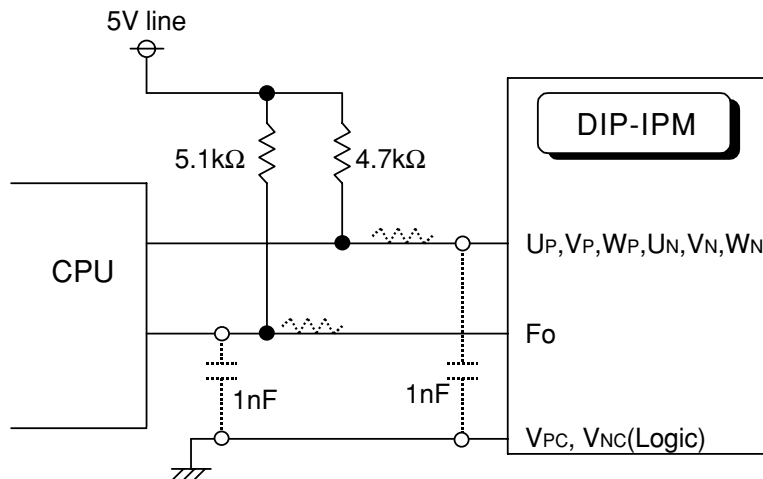 5V line
DIP-IPM
5.1kΩ
4.7kΩ
UP,VP,WP,UN,VN,WN
CPU
Fo
1nF
1nF
VPC, VNC(Logic)